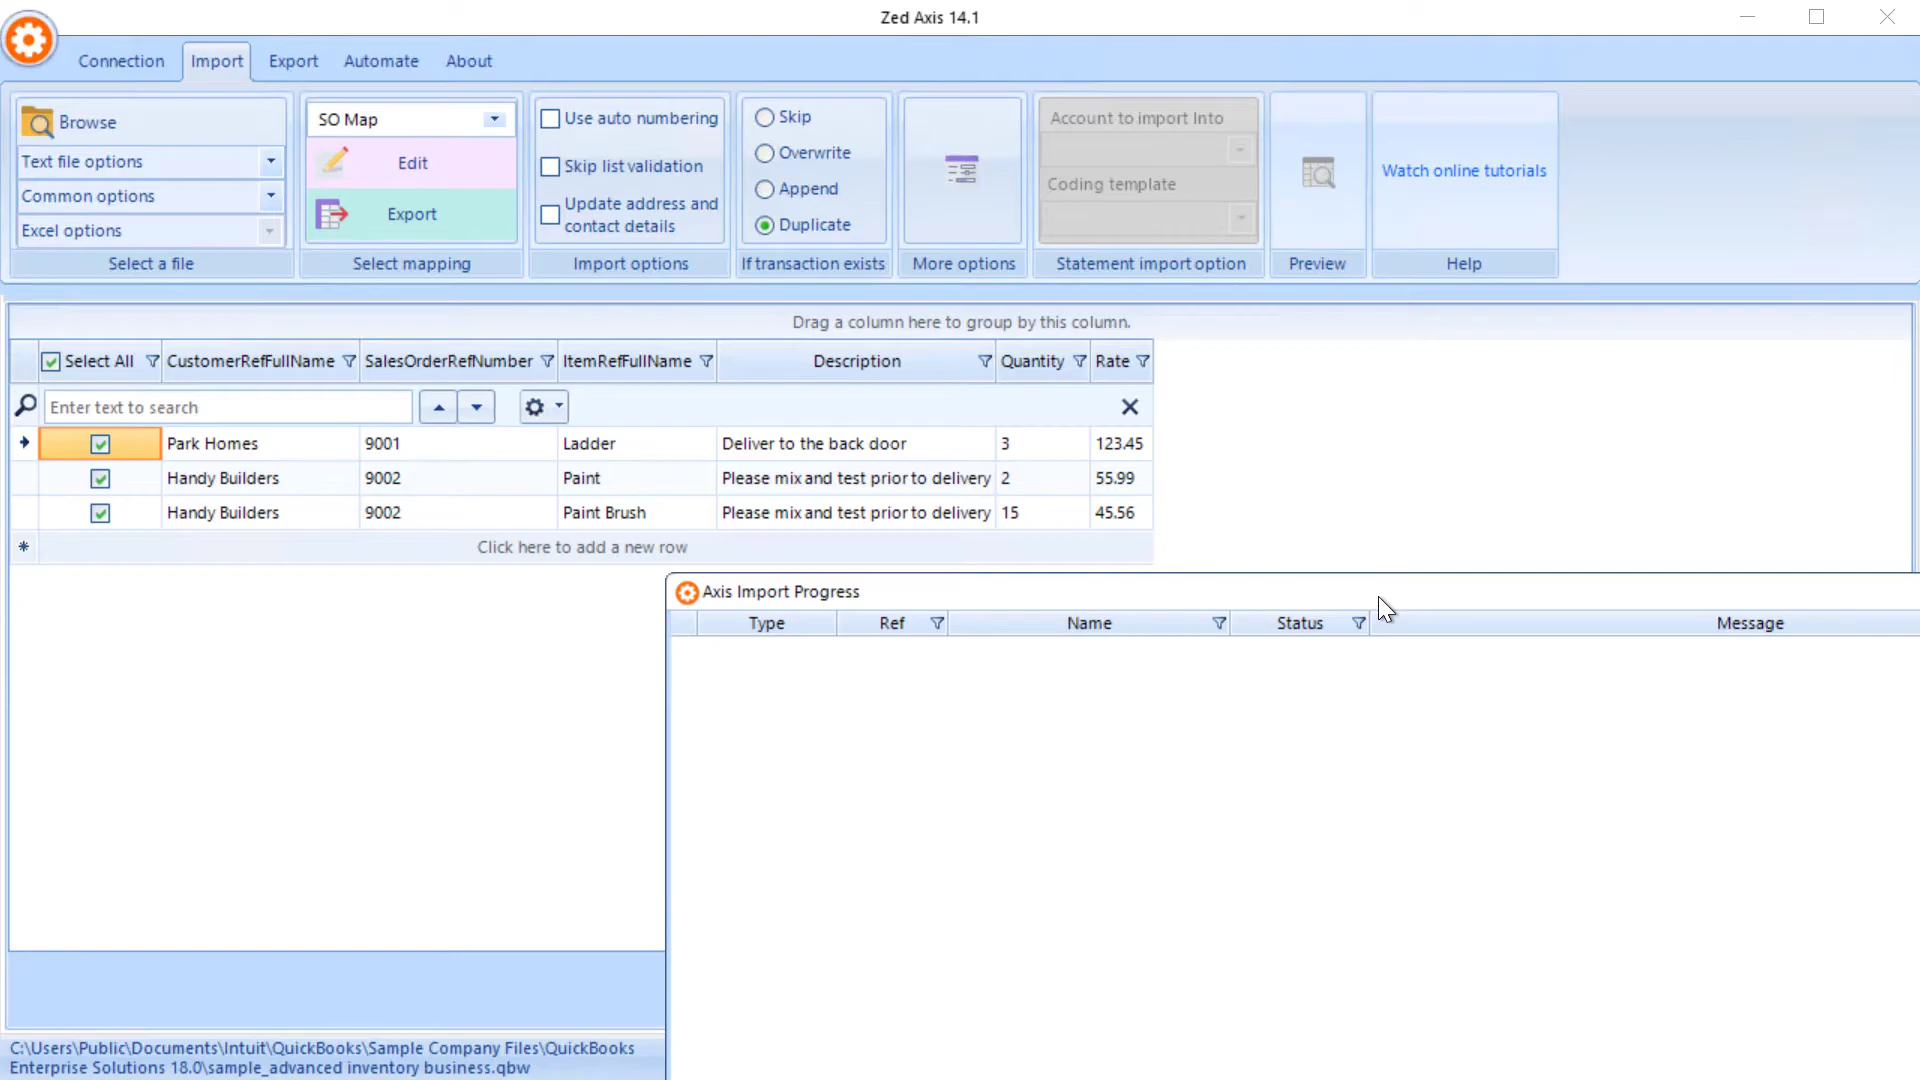 Zed Axis 14.1
Connection Import Export Automate About
Browse
Text file options
Common options
Excel options
Select a file
SO Map
Edit
Export
Select mapping
Use auto numbering
Skip list validation
Update address and
contact details
Import options
Skip
Overwrite
Append
Duplicate
If transaction exists
More options
Account to import Into
Coding template
Statement import option
Preview
Watch online tutorials
Help
Drag a column here to group by this column.
Select All CustomerRefFullName SalesOrderRefNumber ItemRefFullName Description Quantity Rate
Enter text to search
Park Homes 9001 Ladder Deliver to the back door 3 123.45
Handy Builders 9002 Paint Please mix and test prior to delivery 2 55.99
Handy Builders 9002 Paint Brush Please mix and test prior to delivery 15 45.56
Click here to add a new row
Axis Import Progress
Type Ref Name Status Message
C:\Users\Public\Documents\Intuit\QuickBooks\Sample Company Files\QuickBooks
Enterprise Solutions 18.0\sample_advanced inventory business.qbw